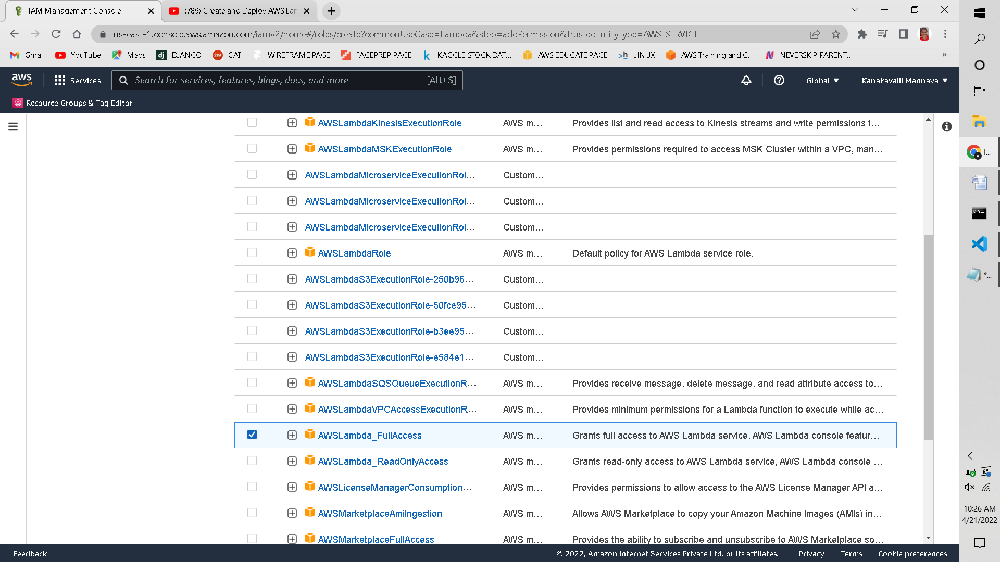 IAM Management Console
(789) Create and Deploy AWS Lam
us-east-1.console.aws.amazon.com/iamv2/home#/roles/create?commonUseCase=Lambda&step=addPermission&trustedEntityType=AWS_SERVICE
Gmail YouTube Maps DJANGO CAT WIREFRAME PAGE FACEPREP PAGE KAGGLE STOCK DAT... AWS EDUCATE PAGE LINUX AWS Training and C... NEVERSKIP PARENT... »
aws Services Search for services, features, blogs, docs, and more [Alt+S] Global ▼ Kanakavalli Mannava ▼
Resource Groups & Tag Editor
AWSLambdaKinesisExecutionRole AWS m... Provides list and read access to Kinesis streams and write permissions t...
AWSLambdaMSKExecutionRole AWS m... Provides permissions required to access MSK Cluster within a VPC, man...
AWSLambdaMicroserviceExecutionRol... Custom...
AWSLambdaMicroserviceExecutionRol... Custom...
AWSLambdaMicroserviceExecutionRol... Custom...
AWSLambdaRole AWS m... Default policy for AWS Lambda service role.
AWSLambdaS3ExecutionRole-250b96... Custom...
AWSLambdaS3ExecutionRole-50fce95... Custom...
AWSLambdaS3ExecutionRole-b3ee95... Custom...
AWSLambdaS3ExecutionRole-e584e1... Custom...
AWSLambdaSQSQueueExecutionR... AWS m... Provides receive message, delete message, and read attribute access to...
AWSLambdaVPCAccessExecutionR... AWS m... Provides minimum permissions for a Lambda function to execute while ac...
AWSLambda_FullAccess AWS m... Grants full access to AWS Lambda service, AWS Lambda console featur...
AWSLambda_ReadOnlyAccess AWS m... Grants read-only access to AWS Lambda service, AWS Lambda console ...
AWSLicenseManagerConsumption... AWS m... Provides permissions to allow access to the AWS License Manager API a...
AWSMarketplaceAmiIngestion AWS m... Allows AWS Marketplace to copy your Amazon Machine Images (AMIs) in...
AWSMarketplaceFullAccess AWS m... Provides the ability to subscribe and unsubscribe to AWS Marketplace so...
Feedback © 2022, Amazon Internet Services Private Ltd. or its affiliates. Privacy Terms Cookie preferences
I...
*...
10:26 AM
4/21/2022